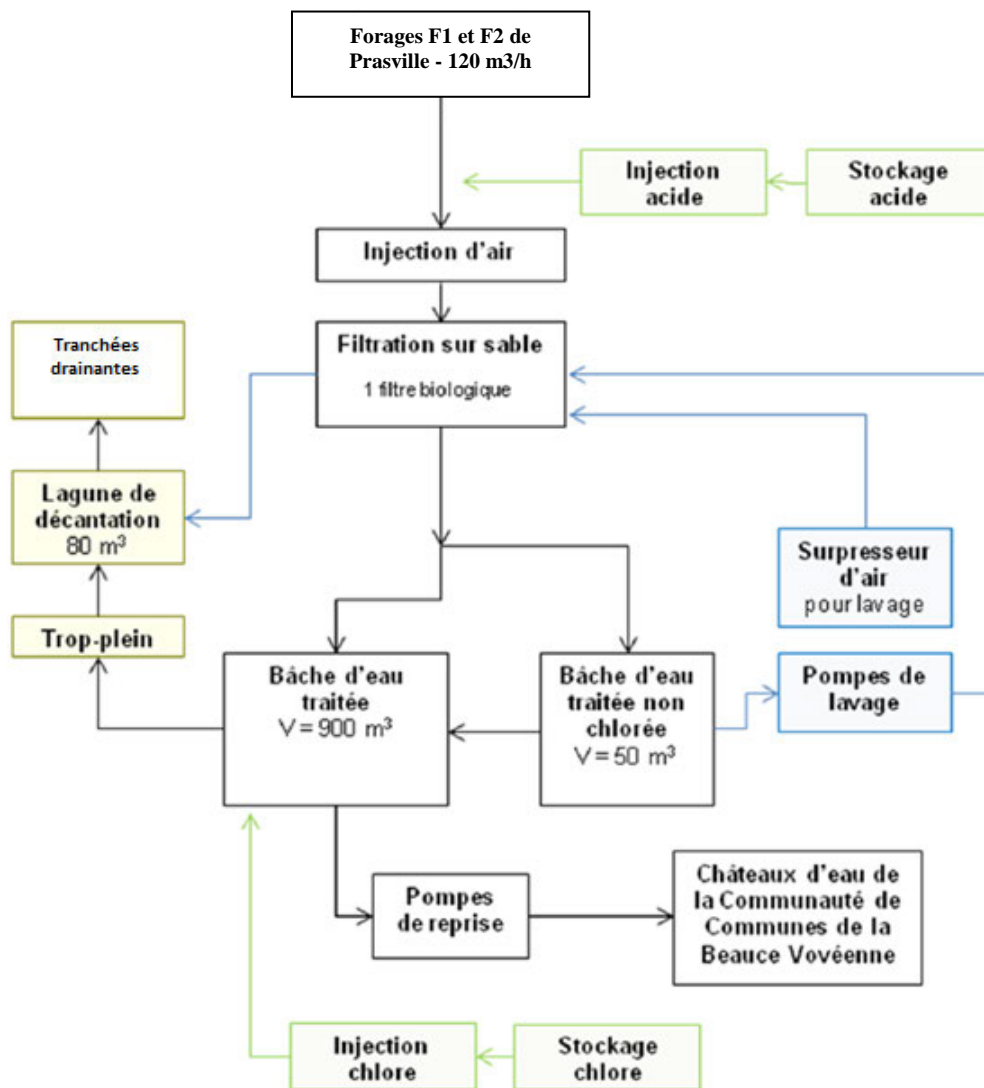 Forages F1 et F2 de
Prasville - 120 m3/h
Injection
acide
Stockage
acide
Injection d'air
Filtration sur sable
1 filtre biologique
Tranchées
drainantes
Lagune de
décantation
80 m³
Surpresseur
d'air
pour lavage
Trop-plein
Bâche d'eau
traitée
V = 900 m³
Bâche d'eau
traitée non
chlorée
V = 50 m³
Pompes de
lavage
Pompes
de reprise
Châteaux d'eau de
la Communauté de
Communes de la
Beauce Vovéenne
Injection
chlore
Stockage
chlore